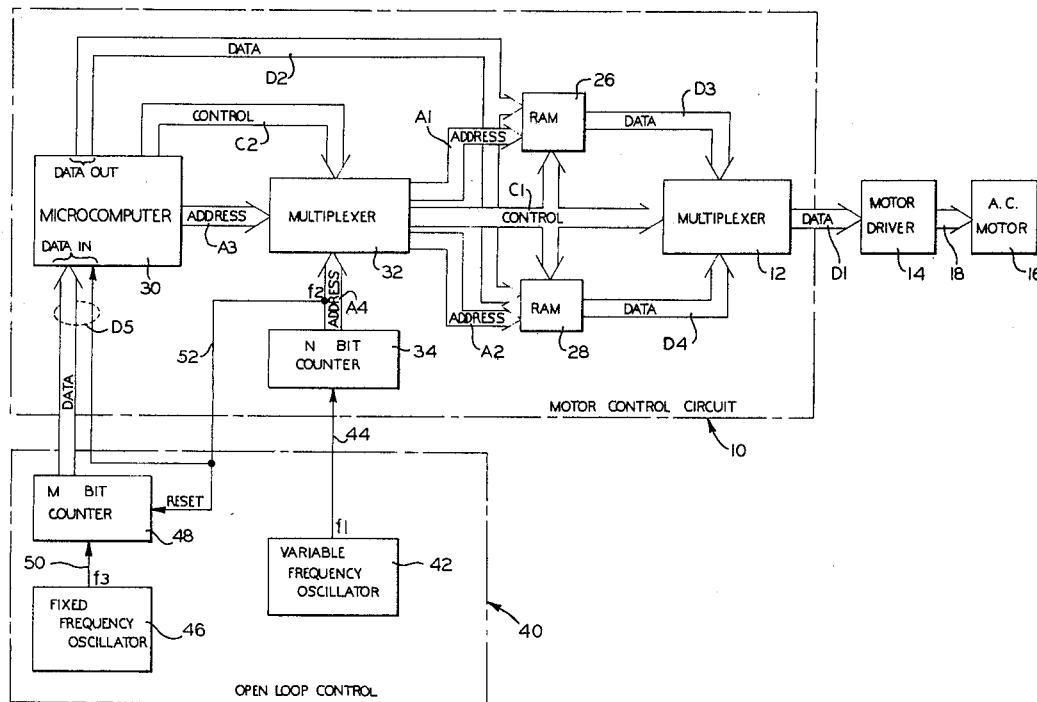 DATA
D2
26
D3
RAM
DATA
CONTROL
C2
A1
ADDRESS
DATA OUT
MICROCOMPUTER
DATA IN
30
ADDRESS
A3
MULTIPLEXER
32
C1
CONTROL
MULTIPLEXER
12
DATA
D1
MOTOR
DRIVER
14
18
A.C.
MOTOR
16
f2
ADDRESS
A4
RAM
28
DATA
D4
ADDRESS
A2
D5
52
N BIT
COUNTER
34
DATA
MOTOR CONTROL CIRCUIT
10
44
M BIT
COUNTER
48
RESET
50
f3
f1
VARIABLE
FREQUENCY
OSCILLATOR
42
FIXED
FREQUENCY
OSCILLATOR
46
40
OPEN LOOP CONTROL